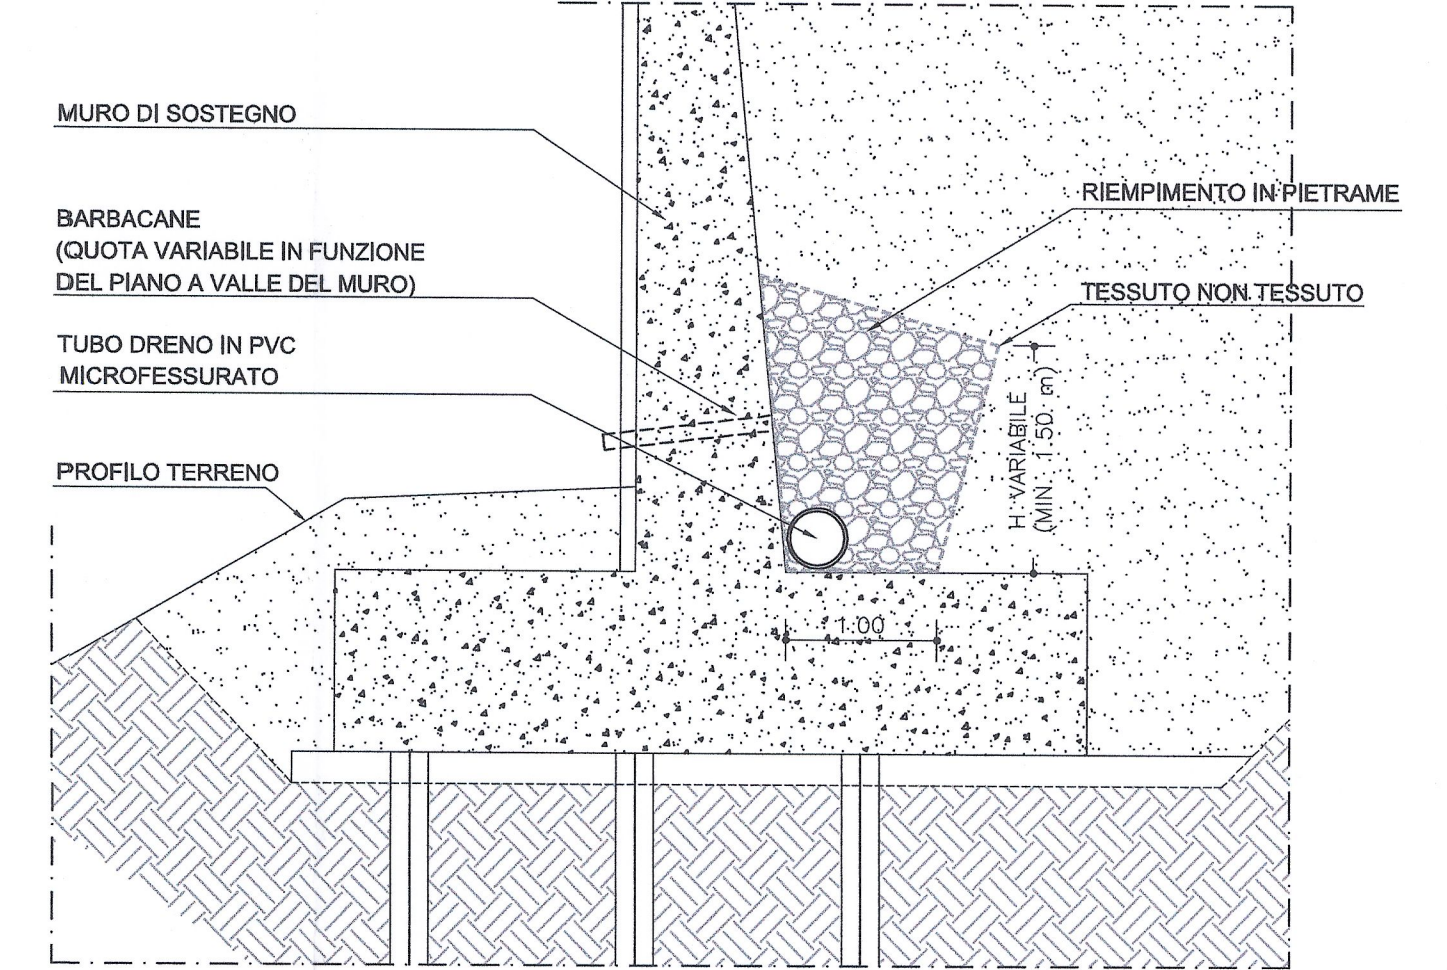 MURO DI SOSTEGNO
BARBACANE
(QUOTA VARIABILE IN FUNZIONE
DEL PIANO A VALLE DEL MURO)
TUBO DRENO IN PVC
MICROFESSURATO
PROFILO TERRENO
RIEMPIMENTO IN PIETRAME
TESSUTO NON TESSUTO
H VARIABILE
(MIN. 1.50 m)
1.00